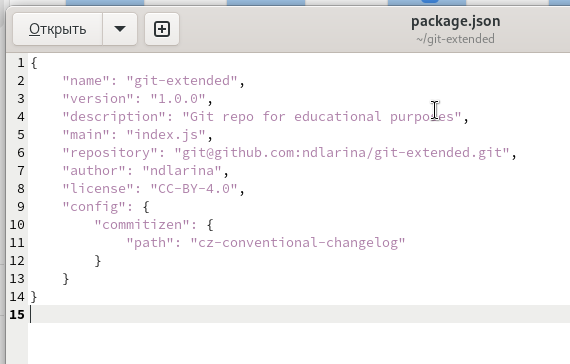 Открыть
package.json
~/git-extended
1 {
2     "name": "git-extended",
3     "version": "1.0.0",
4     "description": "Git repo for educational purposes",
5     "main": "index.js",
6     "repository": "git@github.com:ndlarina/git-extended.git",
7     "author": "ndlarina",
8     "license": "CC-BY-4.0",
9     "config": {
10         "commitizen": {
11             "path": "cz-conventional-changelog"
12         }
13     }
14 }
15